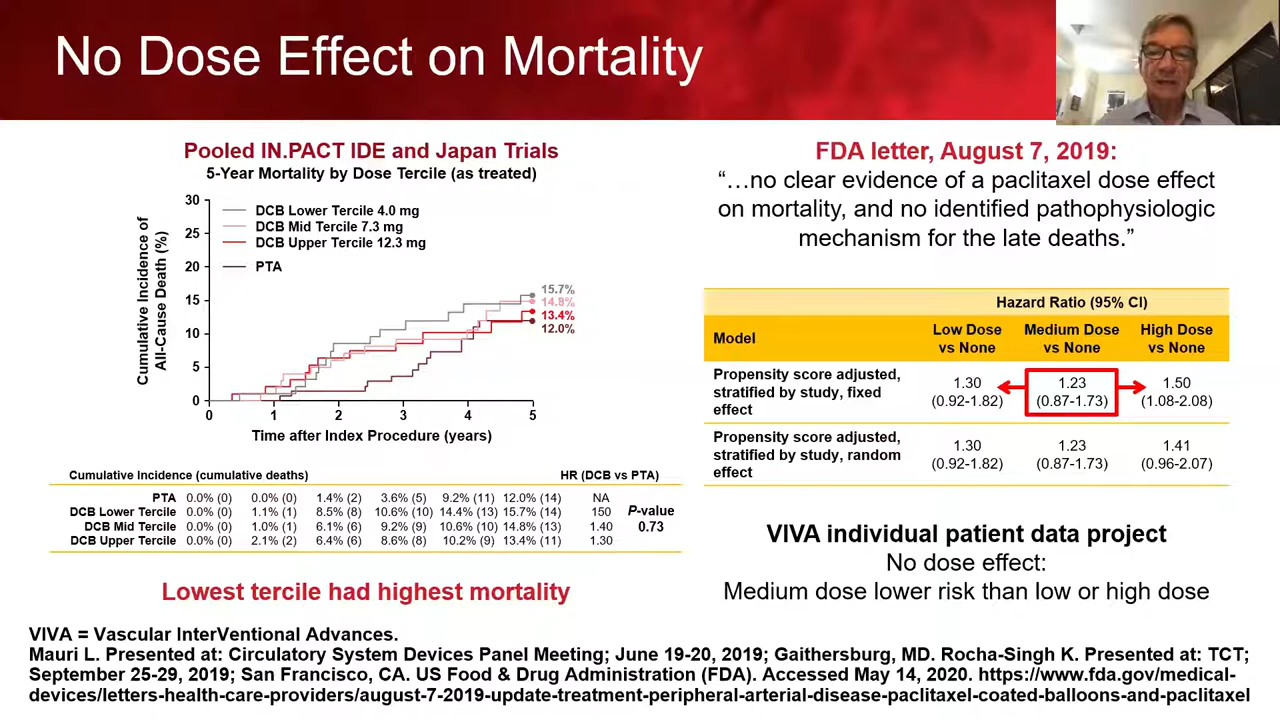 No Dose Effect on Mortality
Pooled IN.PACT IDE and Japan Trials
5-Year Mortality by Dose Tercile (as treated)
Cumulative Incidence of
All-Cause Death (%)
30
25
20
15
10
5
0
DCB Lower Tercile 4.0 mg
DCB Mid Tercile 7.3 mg
DCB Upper Tercile 12.3 mg
PTA
15.7%
14.8%
13.4%
12.0%
0 1 2 3 4 5
Time after Index Procedure (years)
Cumulative Incidence (cumulative deaths) HR (DCB vs PTA)
PTA 0.0% (0) 0.0% (0) 1.4% (2) 3.6% (5) 9.2% (11) 12.0% (14) NA
DCB Lower Tercile 0.0% (0) 1.1% (1) 8.5% (8) 10.6% (10) 14.4% (13) 15.7% (14) 150
DCB Mid Tercile 0.0% (0) 1.0% (1) 6.1% (6) 9.2% (9) 10.6% (10) 14.8% (13) 1.40
DCB Upper Tercile 0.0% (0) 2.1% (2) 6.4% (6) 8.6% (8) 10.2% (9) 13.4% (11) 1.30
P-value
0.73
Lowest tercile had highest mortality
FDA letter, August 7, 2019:
“…no clear evidence of a paclitaxel dose effect
on mortality, and no identified pathophysiologic
mechanism for the late deaths.”
Hazard Ratio (95% CI)
Model
Low Dose
vs None
Medium Dose
vs None
High Dose
vs None
Propensity score adjusted,
stratified by study, fixed
effect
1.30
(0.92-1.82)
1.23
(0.87-1.73)
1.50
(1.08-2.08)
Propensity score adjusted,
stratified by study, random
effect
1.30
(0.92-1.82)
1.23
(0.87-1.73)
1.41
(0.96-2.07)
VIVA individual patient data project
No dose effect:
Medium dose lower risk than low or high dose
VIVA = Vascular InterVentional Advances.
Mauri L. Presented at: Circulatory System Devices Panel Meeting; June 19-20, 2019; Gaithersburg, MD. Rocha-Singh K. Presented at: TCT;
September 25-29, 2019; San Francisco, CA. US Food & Drug Administration (FDA). Accessed May 14, 2020. https://www.fda.gov/medical-
devices/letters-health-care-providers/august-7-2019-update-treatment-peripheral-arterial-disease-paclitaxel-coated-balloons-and-paclitaxel